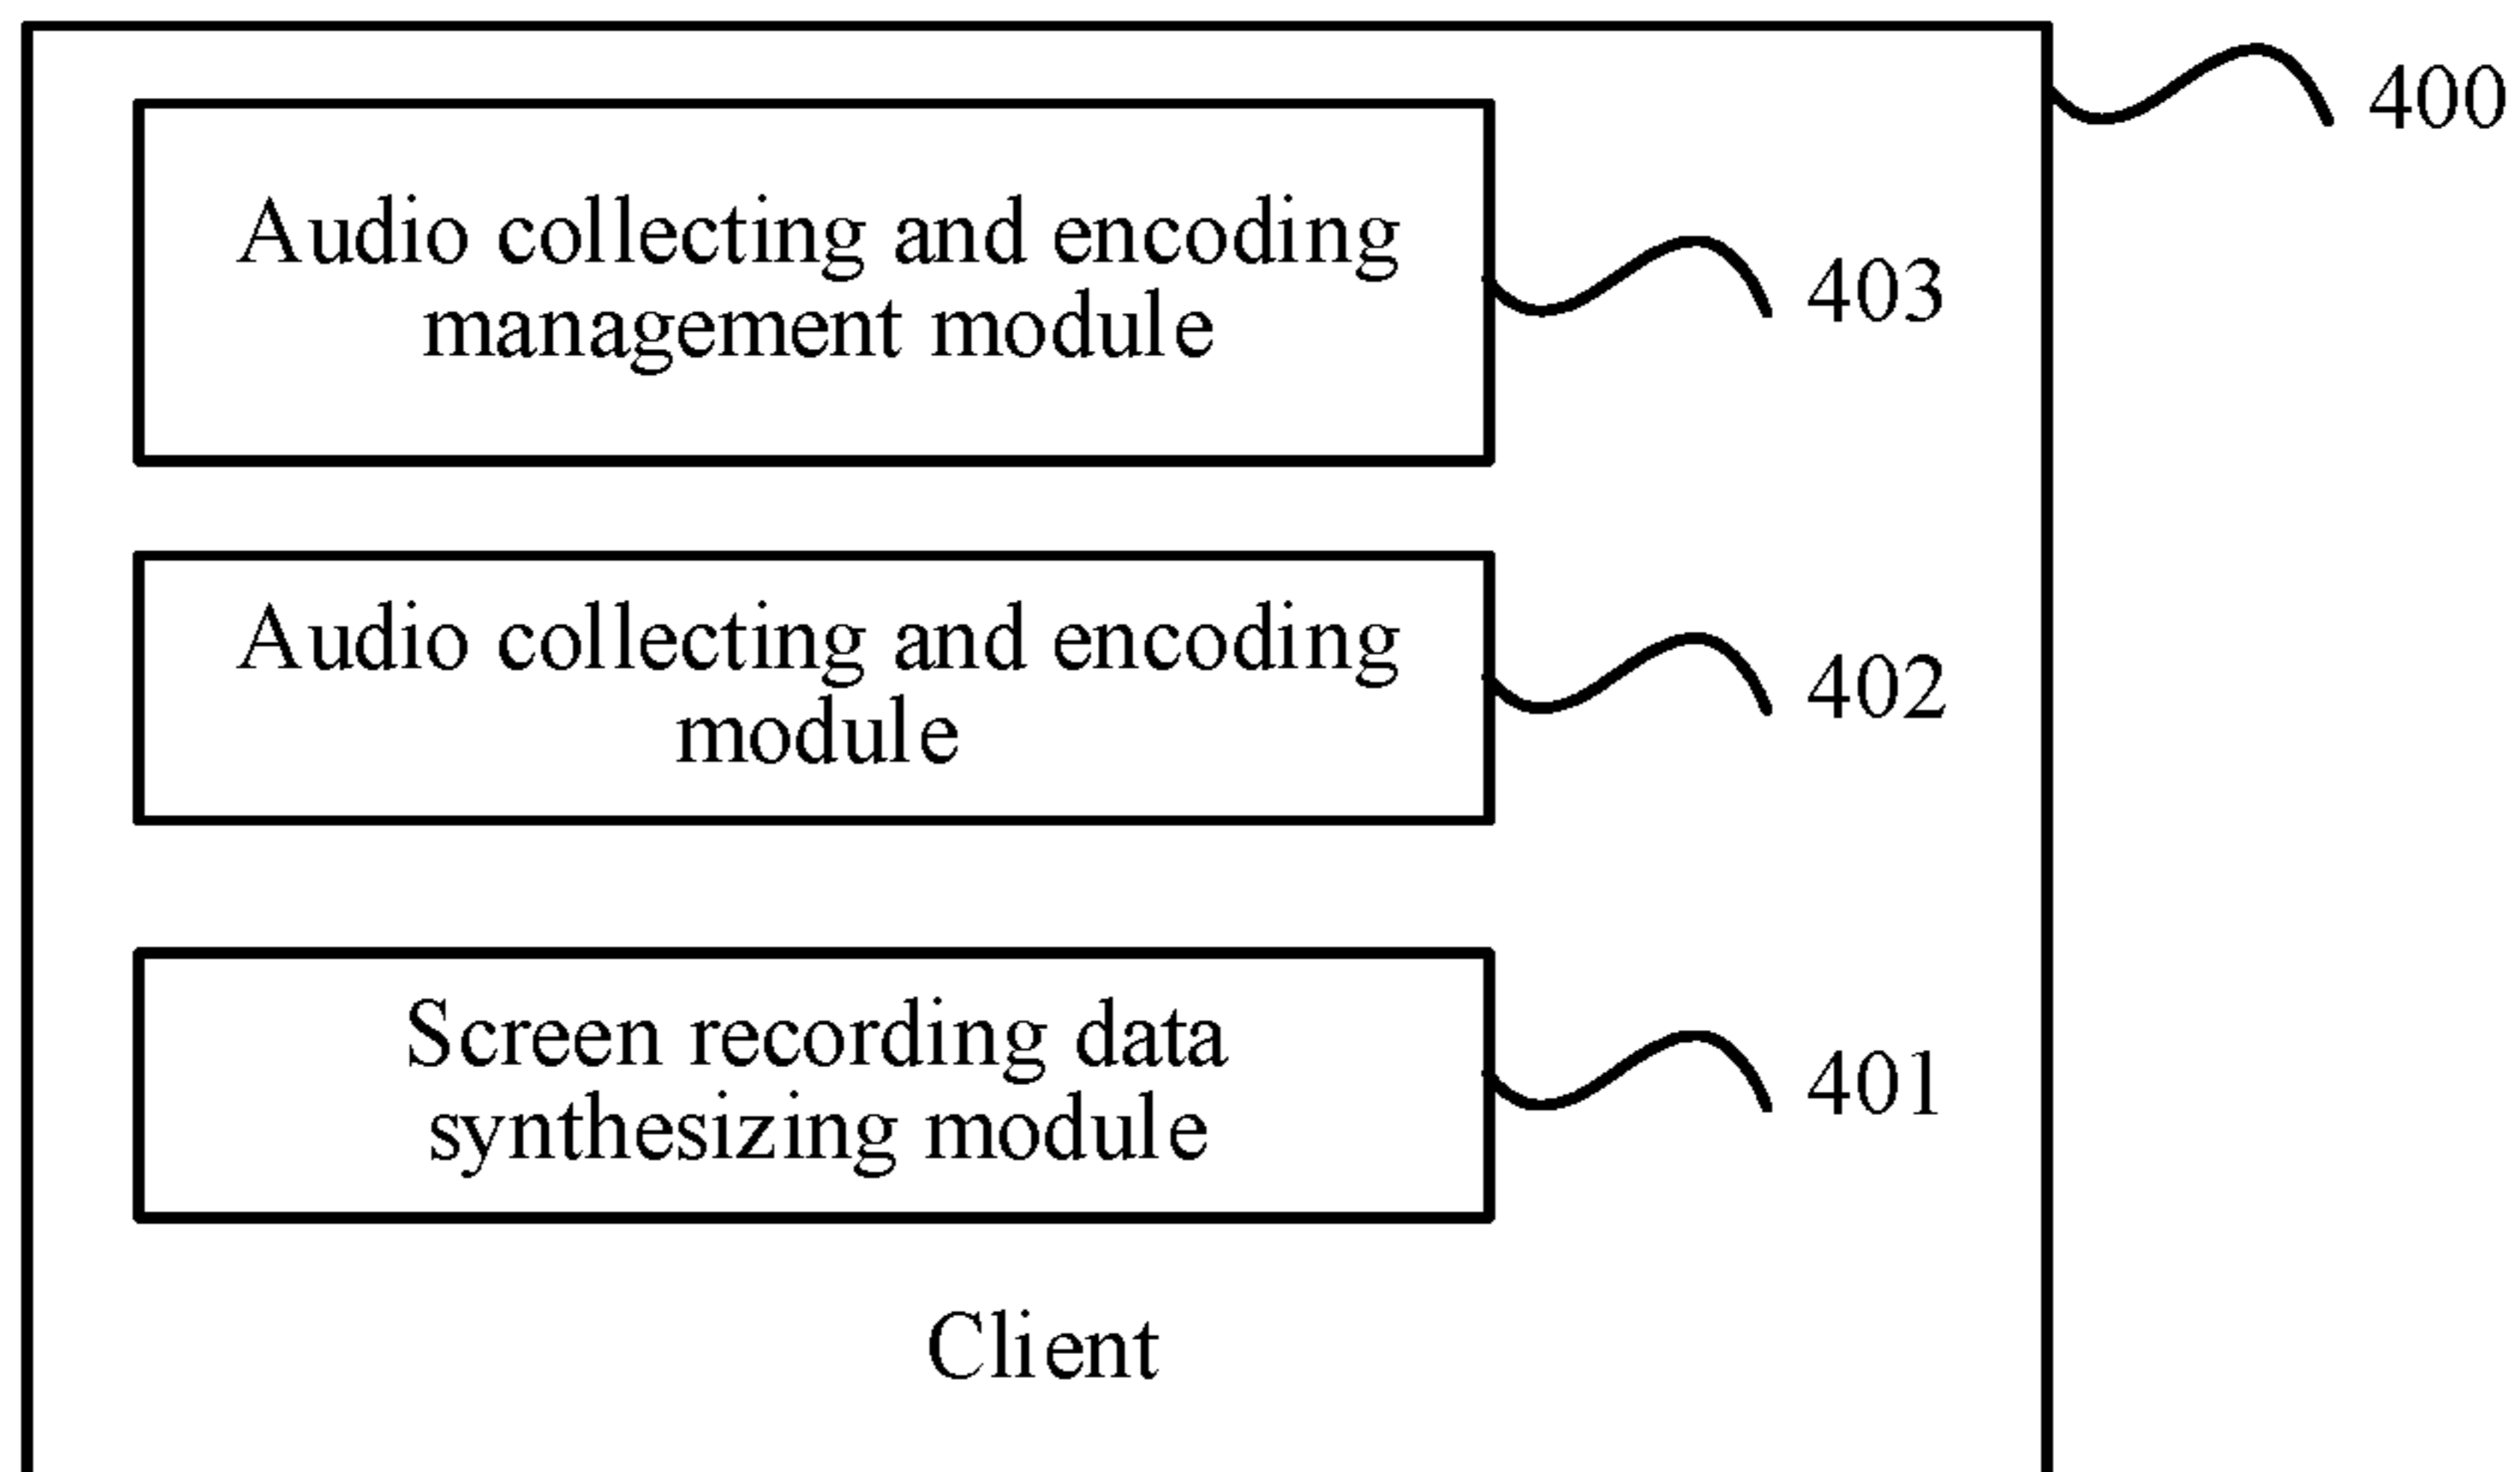 400
Audio collecting and encoding
management module
403
Audio collecting and encoding
module
402
Screen recording data
synthesizing module
401
Client